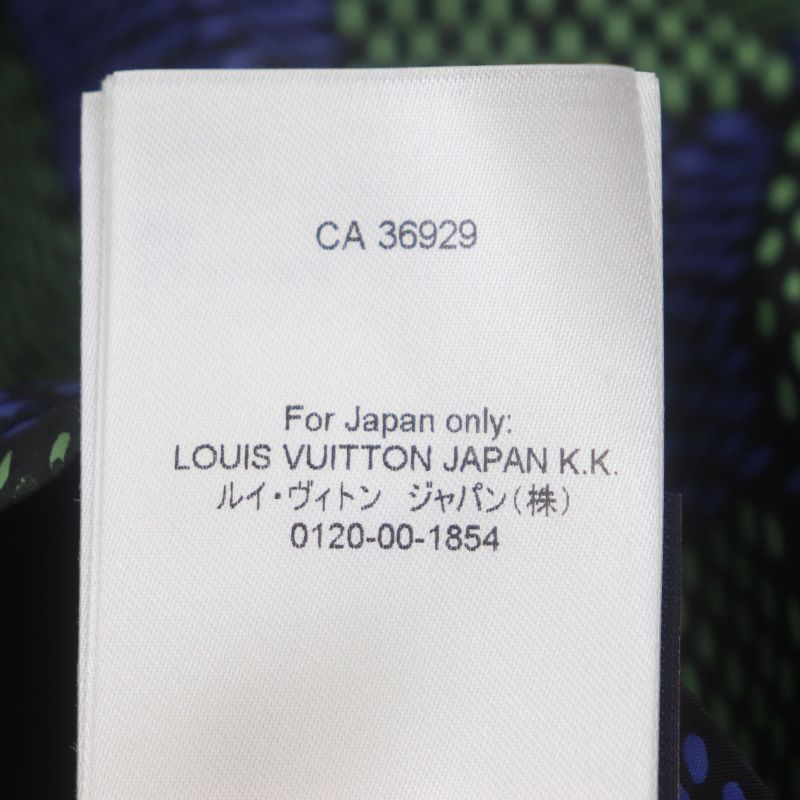 CA 36929
For Japan only:
LOUIS VUITTON JAPAN K.K.
ルイ・ヴィトン ジャパン(株)
0120-00-1854